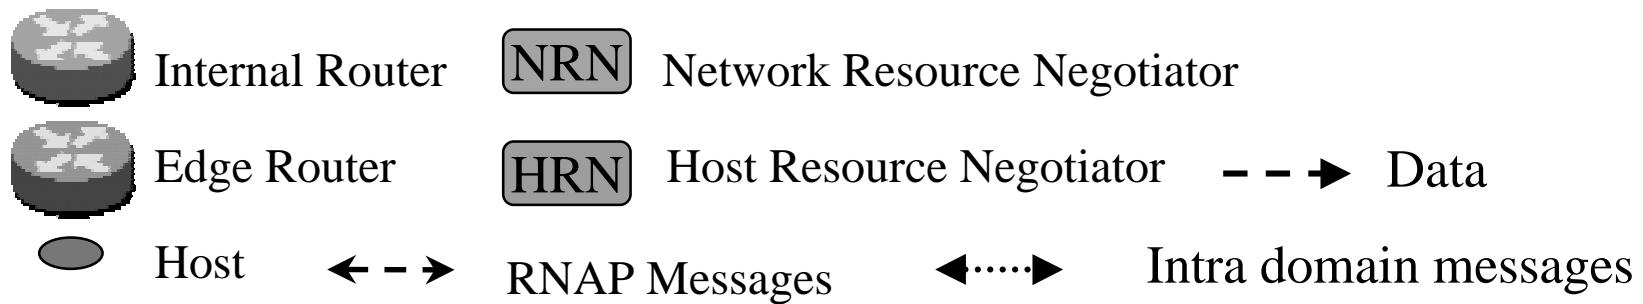 Internal Router NRN Network Resource Negotiator
Edge Router HRN Host Resource Negotiator Data
Host RNAP Messages Intra domain messages